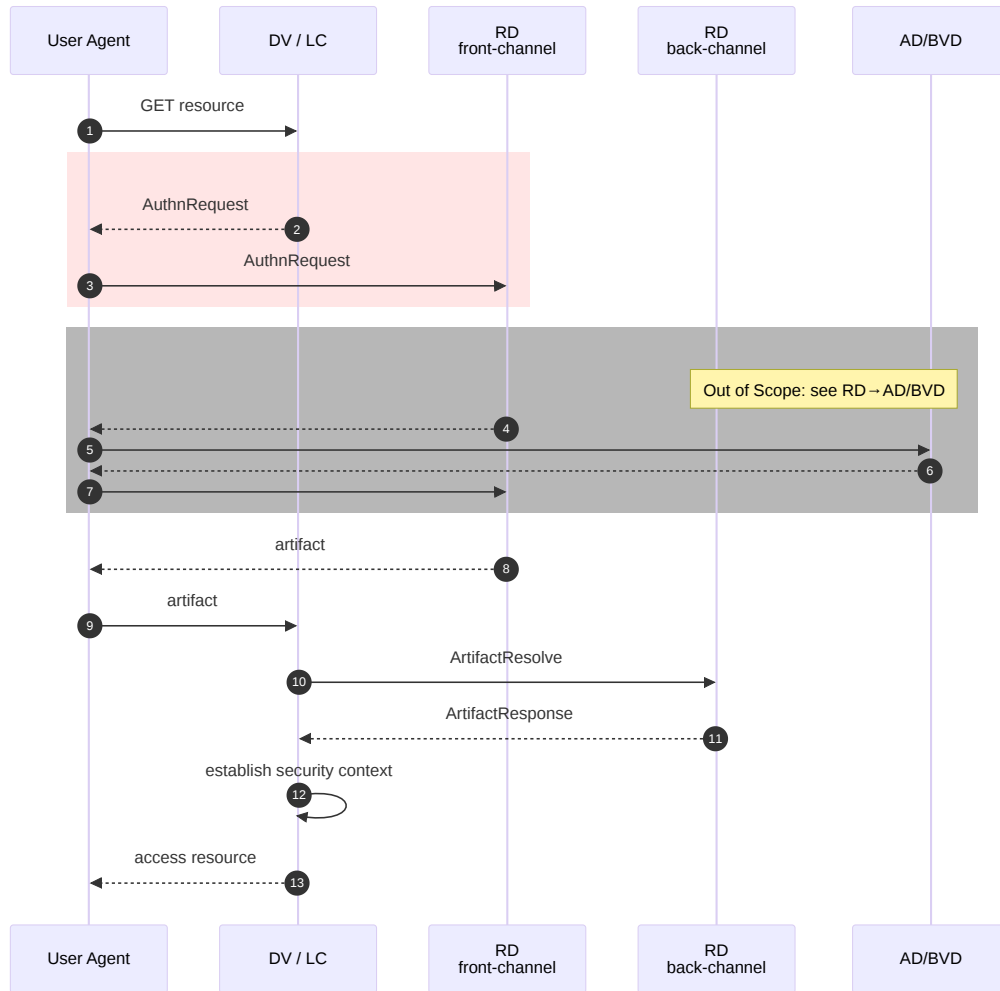 User Agent
DV / LC
RD
front-channel
RD
back-channel
AD/BVD
GET resource
1
AuthnRequest
2
AuthnRequest
3
Out of Scope: see RD→AD/BVD
4
5
6
7
artifact
8
artifact
9
ArtifactResolve
10
ArtifactResponse
11
establish security context
12
access resource
13
User Agent
DV / LC
RD
front-channel
RD
back-channel
AD/BVD